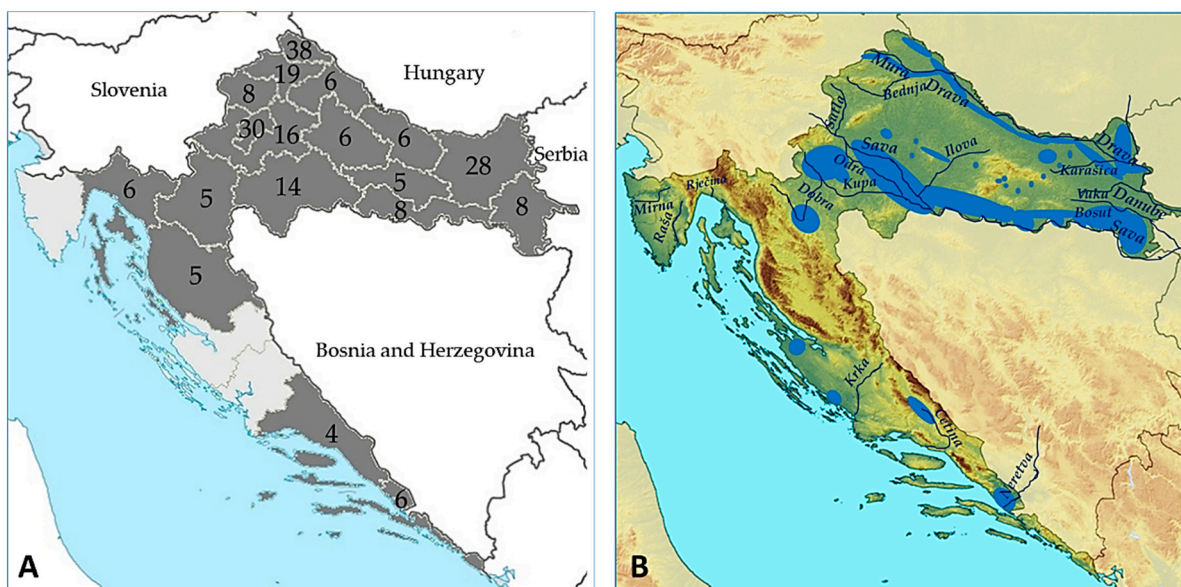 Slovenia
Hungary
Serbia
Bosnia and Herzegovina
38
19
6
8
30
16
6
6
28
6
5
14
5
8
8
5
4
6
A
Mura
Bednja
Drava
Sutla
Sava
Ilova
Odra
Kupa
Dobra
Drava
Karašica
Vuka
Danube
Bosut
Sava
Rječina
Mirna
Raša
Krka
Cetina
Neretva
B